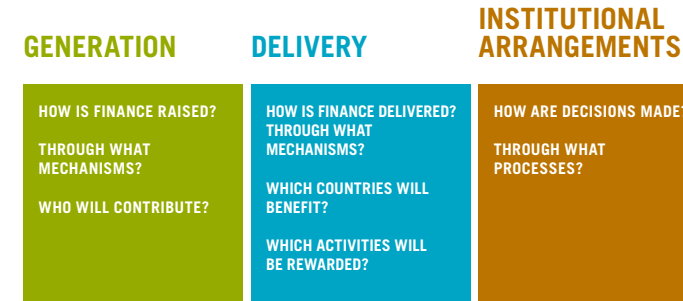 GENERATION
HOW IS FINANCE RAISED?
THROUGH WHAT
MECHANISMS?
WHO WILL CONTRIBUTE?
DELIVERY
HOW IS FINANCE DELIVERED?
THROUGH WHAT
MECHANISMS?
WHICH COUNTRIES WILL
BENEFIT?
WHICH ACTIVITIES WILL
BE REWARDED?
INSTITUTIONAL
ARRANGEMENTS
HOW ARE DECISIONS MADE?
THROUGH WHAT
PROCESSES?